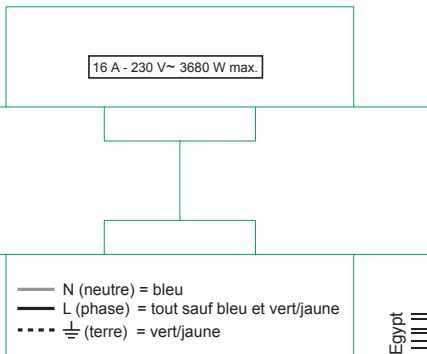 16 A - 230 V~ 3680 W max.
N (neutre) = bleu
L (phase) = tout sauf bleu et vert/jaune
⏚ (terre) = vert/jaune
Egypt